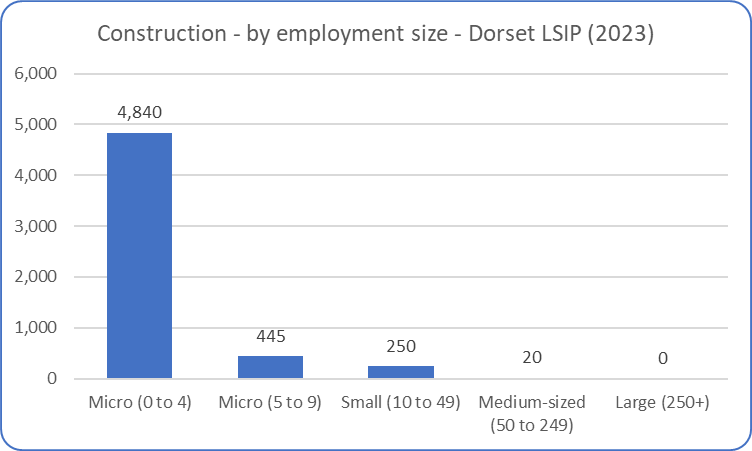 Construction - by employment size - Dorset LSIP (2023)
6,000
5,000
4,000
3,000
2,000
1,000
0
4,840
445
250
20
0
Micro (0 to 4)
Micro (5 to 9)
Small (10 to 49)
Medium-sized
(50 to 249)
Large (250+)